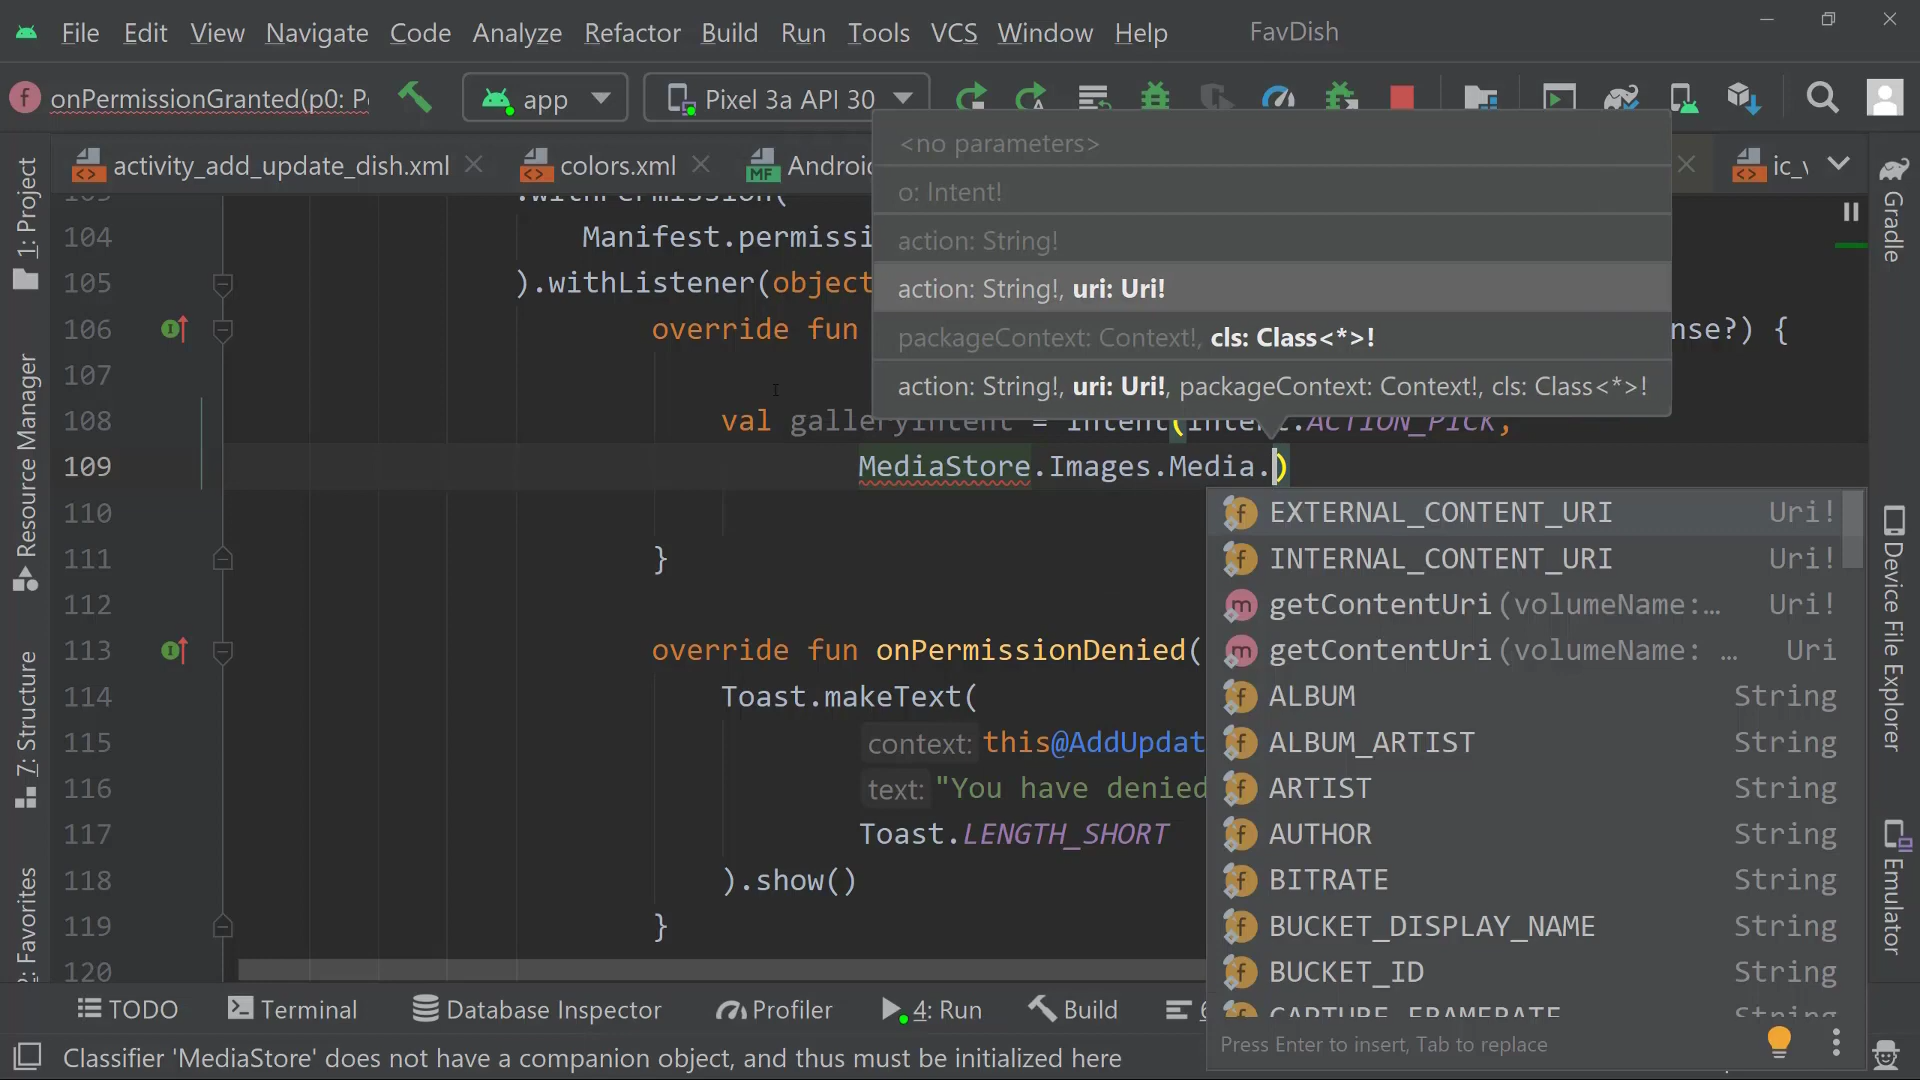 File Edit View Navigate Code Analyze Refactor Build Run Tools VCS Window Help FavDish
onPermissionGranted(p0: P app Pixel 3a API 30
activity_add_update_dish.xml colors.xml MF Androi ic_
<no parameters>
o: Intent!
action: String!
action: String!, uri: Uri!
packageContext: Context!, cls: Class<*>!
action: String!, uri: Uri!, packageContext: Context!, cls: Class<*>!
1: Project
Resource Manager
7: Structure
Favorites
Gradle
Device File Explorer
Emulator
.withPermission(
104 Manifest.permissi
105 ).withListener(object
106 override fun nse?) {
107
108 val galleryIntent = Intent(Intent.ACTION_PICK,
109 MediaStore.Images.Media.)
110
111 }
112
113 override fun onPermissionDenied(
114 Toast.makeText(
115 context: this@AddUpdat
116 text: "You have denied
117 Toast.LENGTH_SHORT
118 ).show()
119 }
120
EXTERNAL_CONTENT_URI Uri!
INTERNAL_CONTENT_URI Uri!
getContentUri(volumeName:… Uri!
getContentUri(volumeName: … Uri
ALBUM String
ALBUM_ARTIST String
ARTIST String
AUTHOR String
BITRATE String
BUCKET_DISPLAY_NAME String
BUCKET_ID String
CAPTURE_FRAMERATE String
Press Enter to insert, Tab to replace
TODO Terminal Database Inspector Profiler 4: Run Build
Classifier 'MediaStore' does not have a companion object, and thus must be initialized here